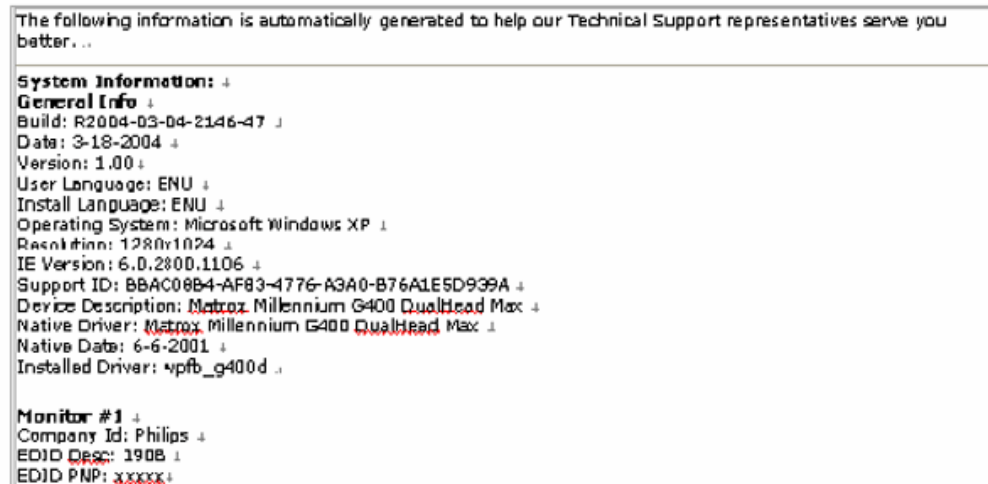 The following information is automatically generated to help our Technical Support representatives serve you
better...
System Information:
General Info
Build: R2004-03-04-2146-47
Date: 3-18-2004
Version: 1.00
User Language: ENU
Install Language: ENU
Operating System: Microsoft Windows XP
Resolution: 1280x1024
IE Version: 6.0.2800.1106
Support ID: BBAC08B4-AF83-4776-A3A0-B76A1E5D939A
Device Description: Matrox Millennium G400 DualHead Max
Native Driver: Matrox Millennium G400 DualHead Max
Native Date: 6-6-2001
Installed Driver: vpfb_g400d
Monitor #1
Company Id: Philips
EDID Desc: 190B
EDID PNP: xxxxx